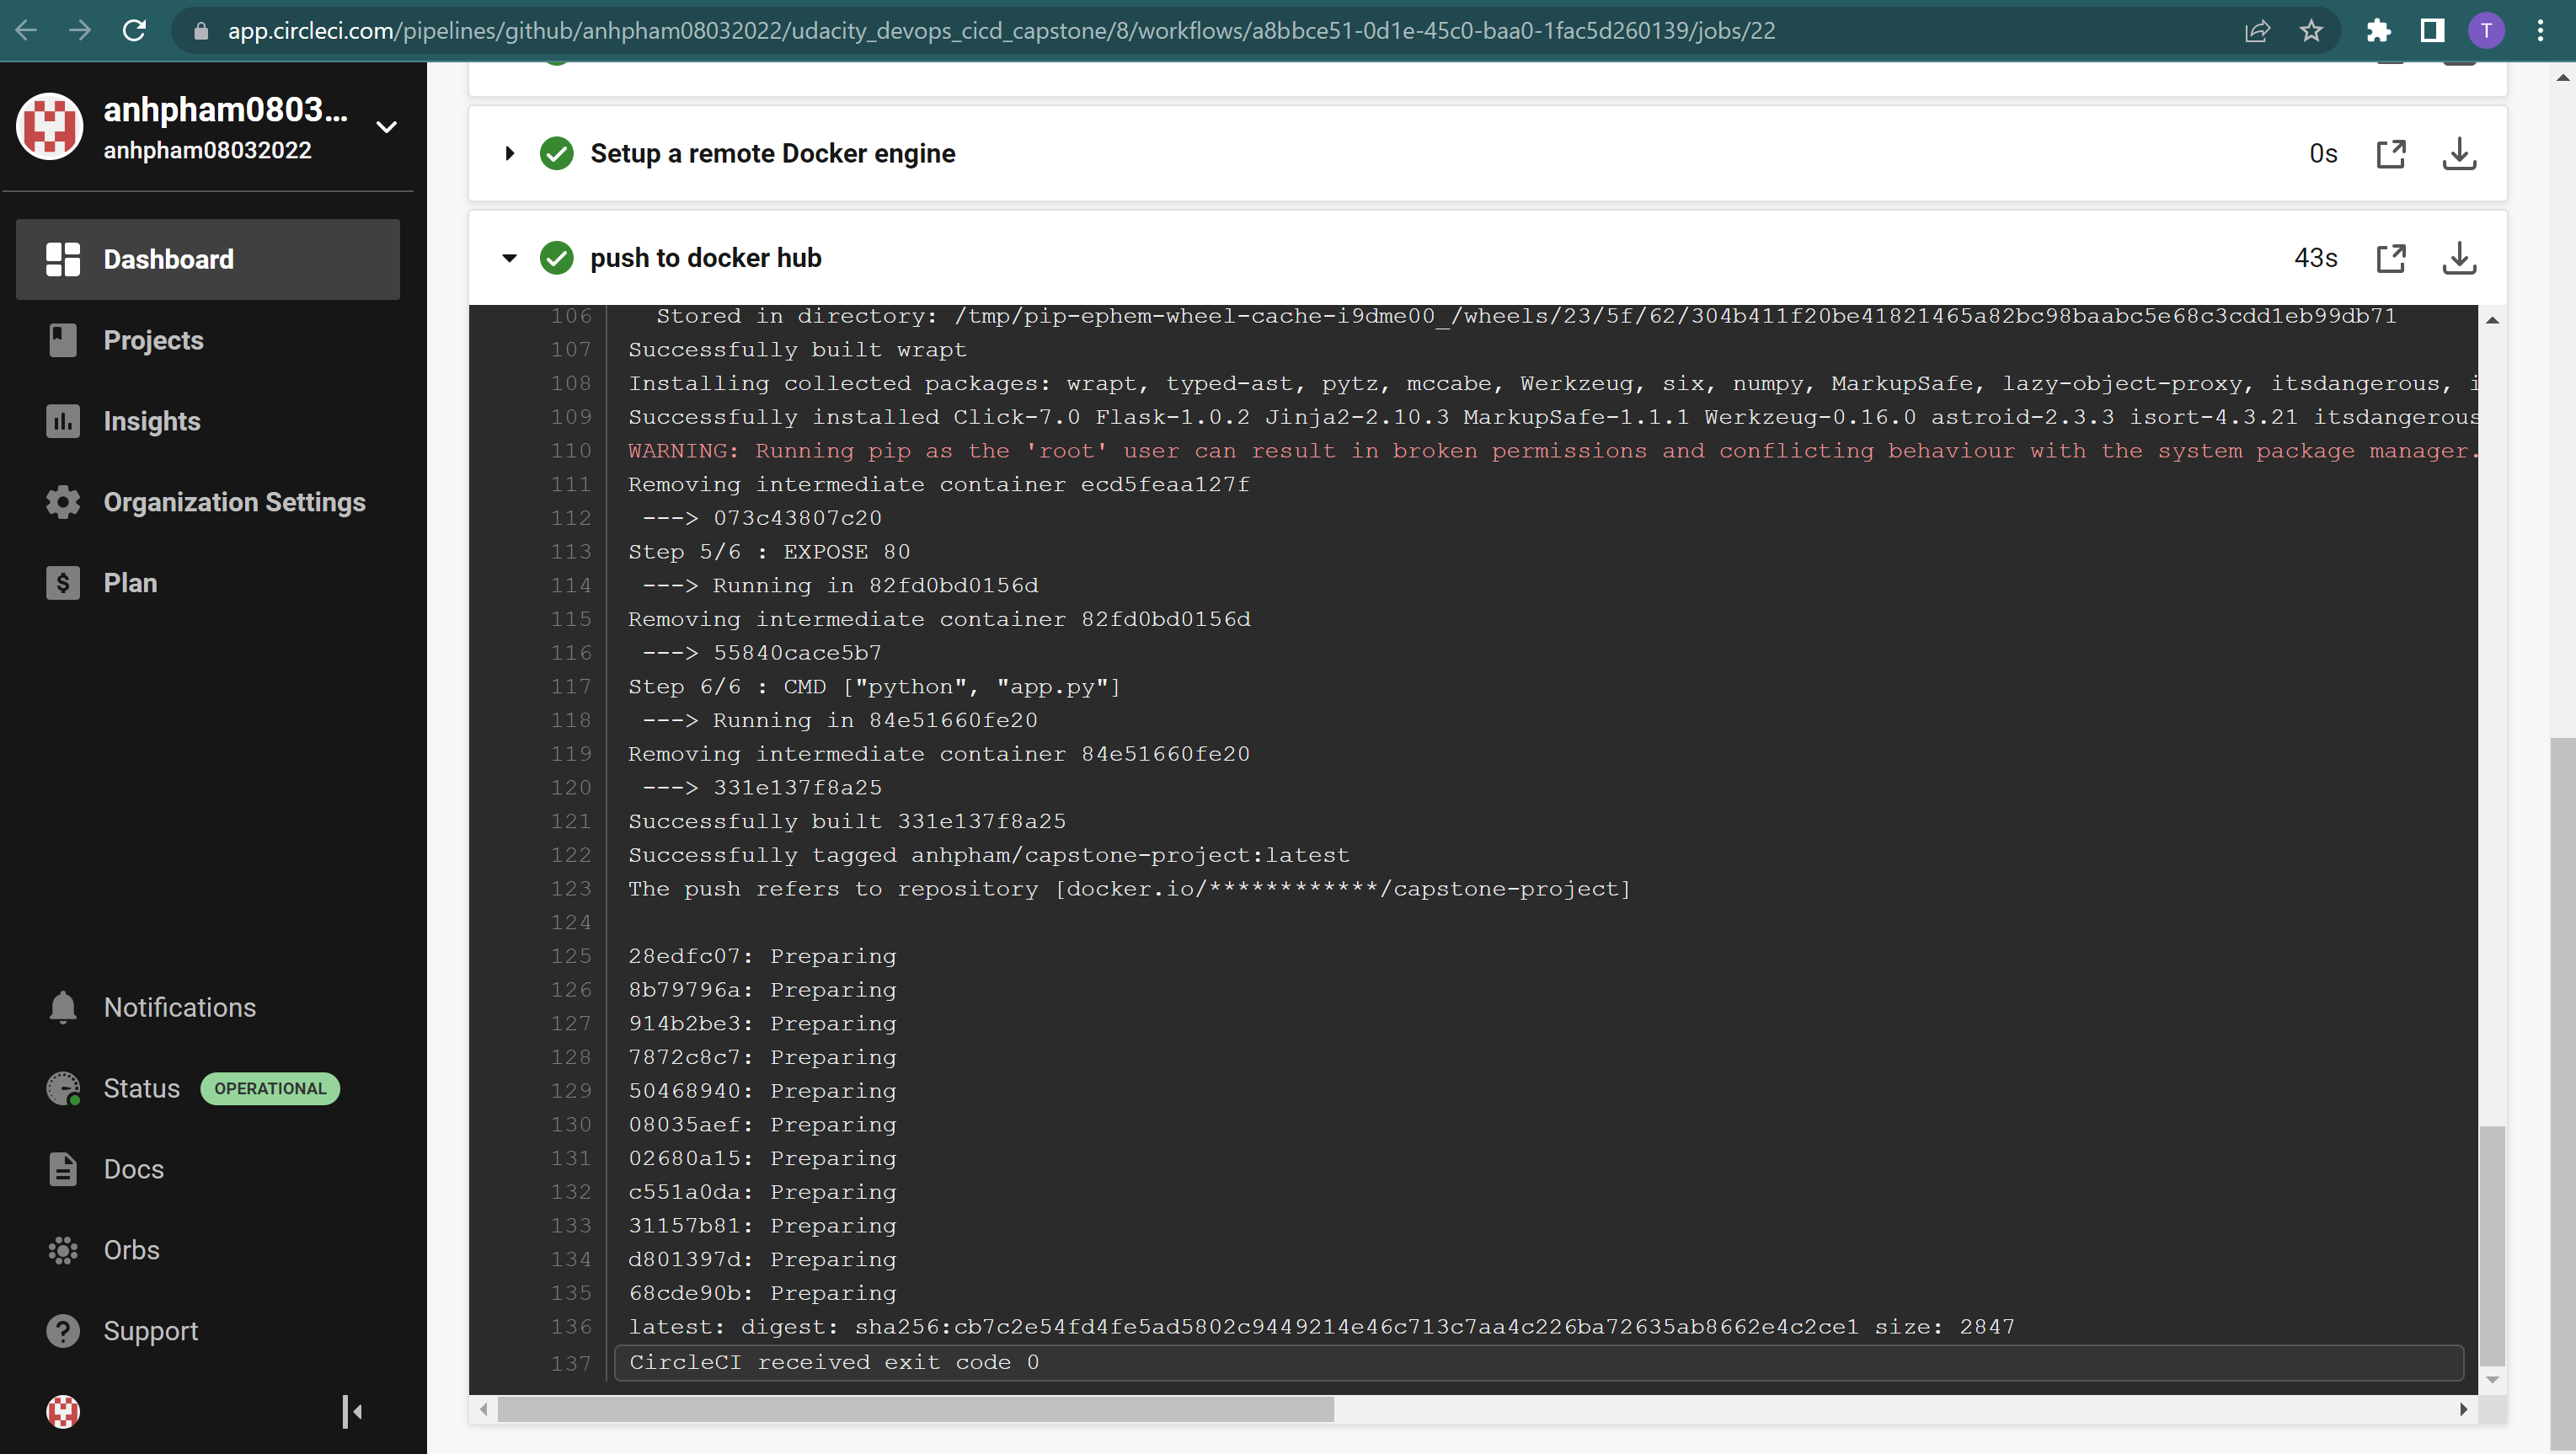 app.circleci.com/pipelines/github/anhpham08032022/udacity_devops_cicd_capstone/8/workflows/a8bbce51-0d1e-45c0-baa0-1fac5d260139/jobs/22
T
anhpham0803...
anhpham08032022
Dashboard
Projects
Insights
Organization Settings
Plan
Notifications
Status OPERATIONAL
Docs
Orbs
Support
Setup a remote Docker engine 0s
push to docker hub 43s
106 Stored in directory: /tmp/pip-ephem-wheel-cache-i9dme00_/wheels/23/5f/62/304b411f20be41821465a82bc98baabc5e68c3cdd1eb99db71
107 Successfully built wrapt
108 Installing collected packages: wrapt, typed-ast, pytz, mccabe, Werkzeug, six, numpy, MarkupSafe, lazy-object-proxy, itsdangerous, i
109 Successfully installed Click-7.0 Flask-1.0.2 Jinja2-2.10.3 MarkupSafe-1.1.1 Werkzeug-0.16.0 astroid-2.3.3 isort-4.3.21 itsdangerous
110 WARNING: Running pip as the 'root' user can result in broken permissions and conflicting behaviour with the system package manager.
111 Removing intermediate container ecd5feaa127f
112 ---> 073c43807c20
113 Step 5/6 : EXPOSE 80
114 ---> Running in 82fd0bd0156d
115 Removing intermediate container 82fd0bd0156d
116 ---> 55840cace5b7
117 Step 6/6 : CMD ["python", "app.py"]
118 ---> Running in 84e51660fe20
119 Removing intermediate container 84e51660fe20
120 ---> 331e137f8a25
121 Successfully built 331e137f8a25
122 Successfully tagged anhpham/capstone-project:latest
123 The push refers to repository [docker.io/************/capstone-project]
124
125 28edfc07: Preparing
126 8b79796a: Preparing
127 914b2be3: Preparing
128 7872c8c7: Preparing
129 50468940: Preparing
130 08035aef: Preparing
131 02680a15: Preparing
132 c551a0da: Preparing
133 31157b81: Preparing
134 d801397d: Preparing
135 68cde90b: Preparing
136 latest: digest: sha256:cb7c2e54fd4fe5ad5802c9449214e46c713c7aa4c226ba72635ab8662e4c2ce1 size: 2847
137 CircleCI received exit code 0